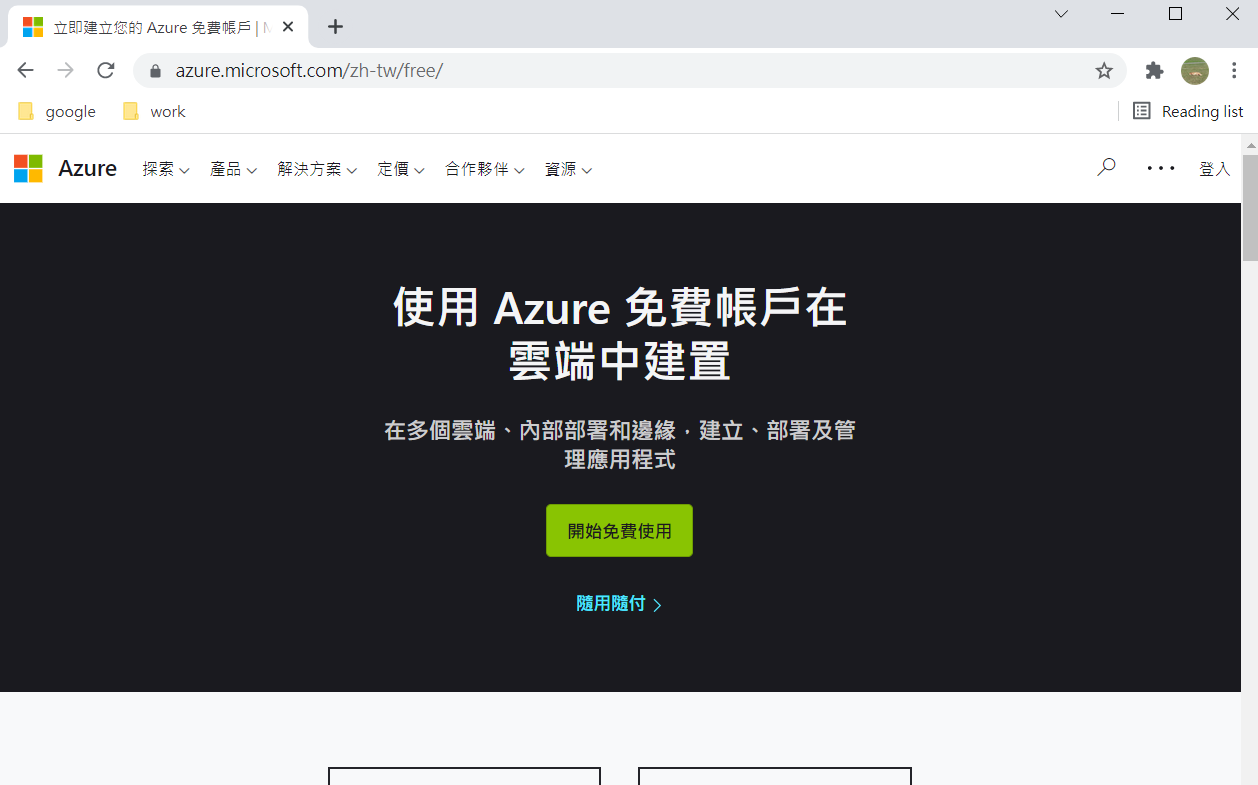 立即建立您的 Azure 免費帳戶 |
azure.microsoft.com/zh-tw/free/
google work Reading list
Azure 探索 產品 解決方案 定價 合作夥伴 資源 登入
使用 Azure 免費帳戶在
雲端中建置
在多個雲端、內部部署和邊緣，建立、部署及管
理應用程式
開始免費使用
隨用隨付